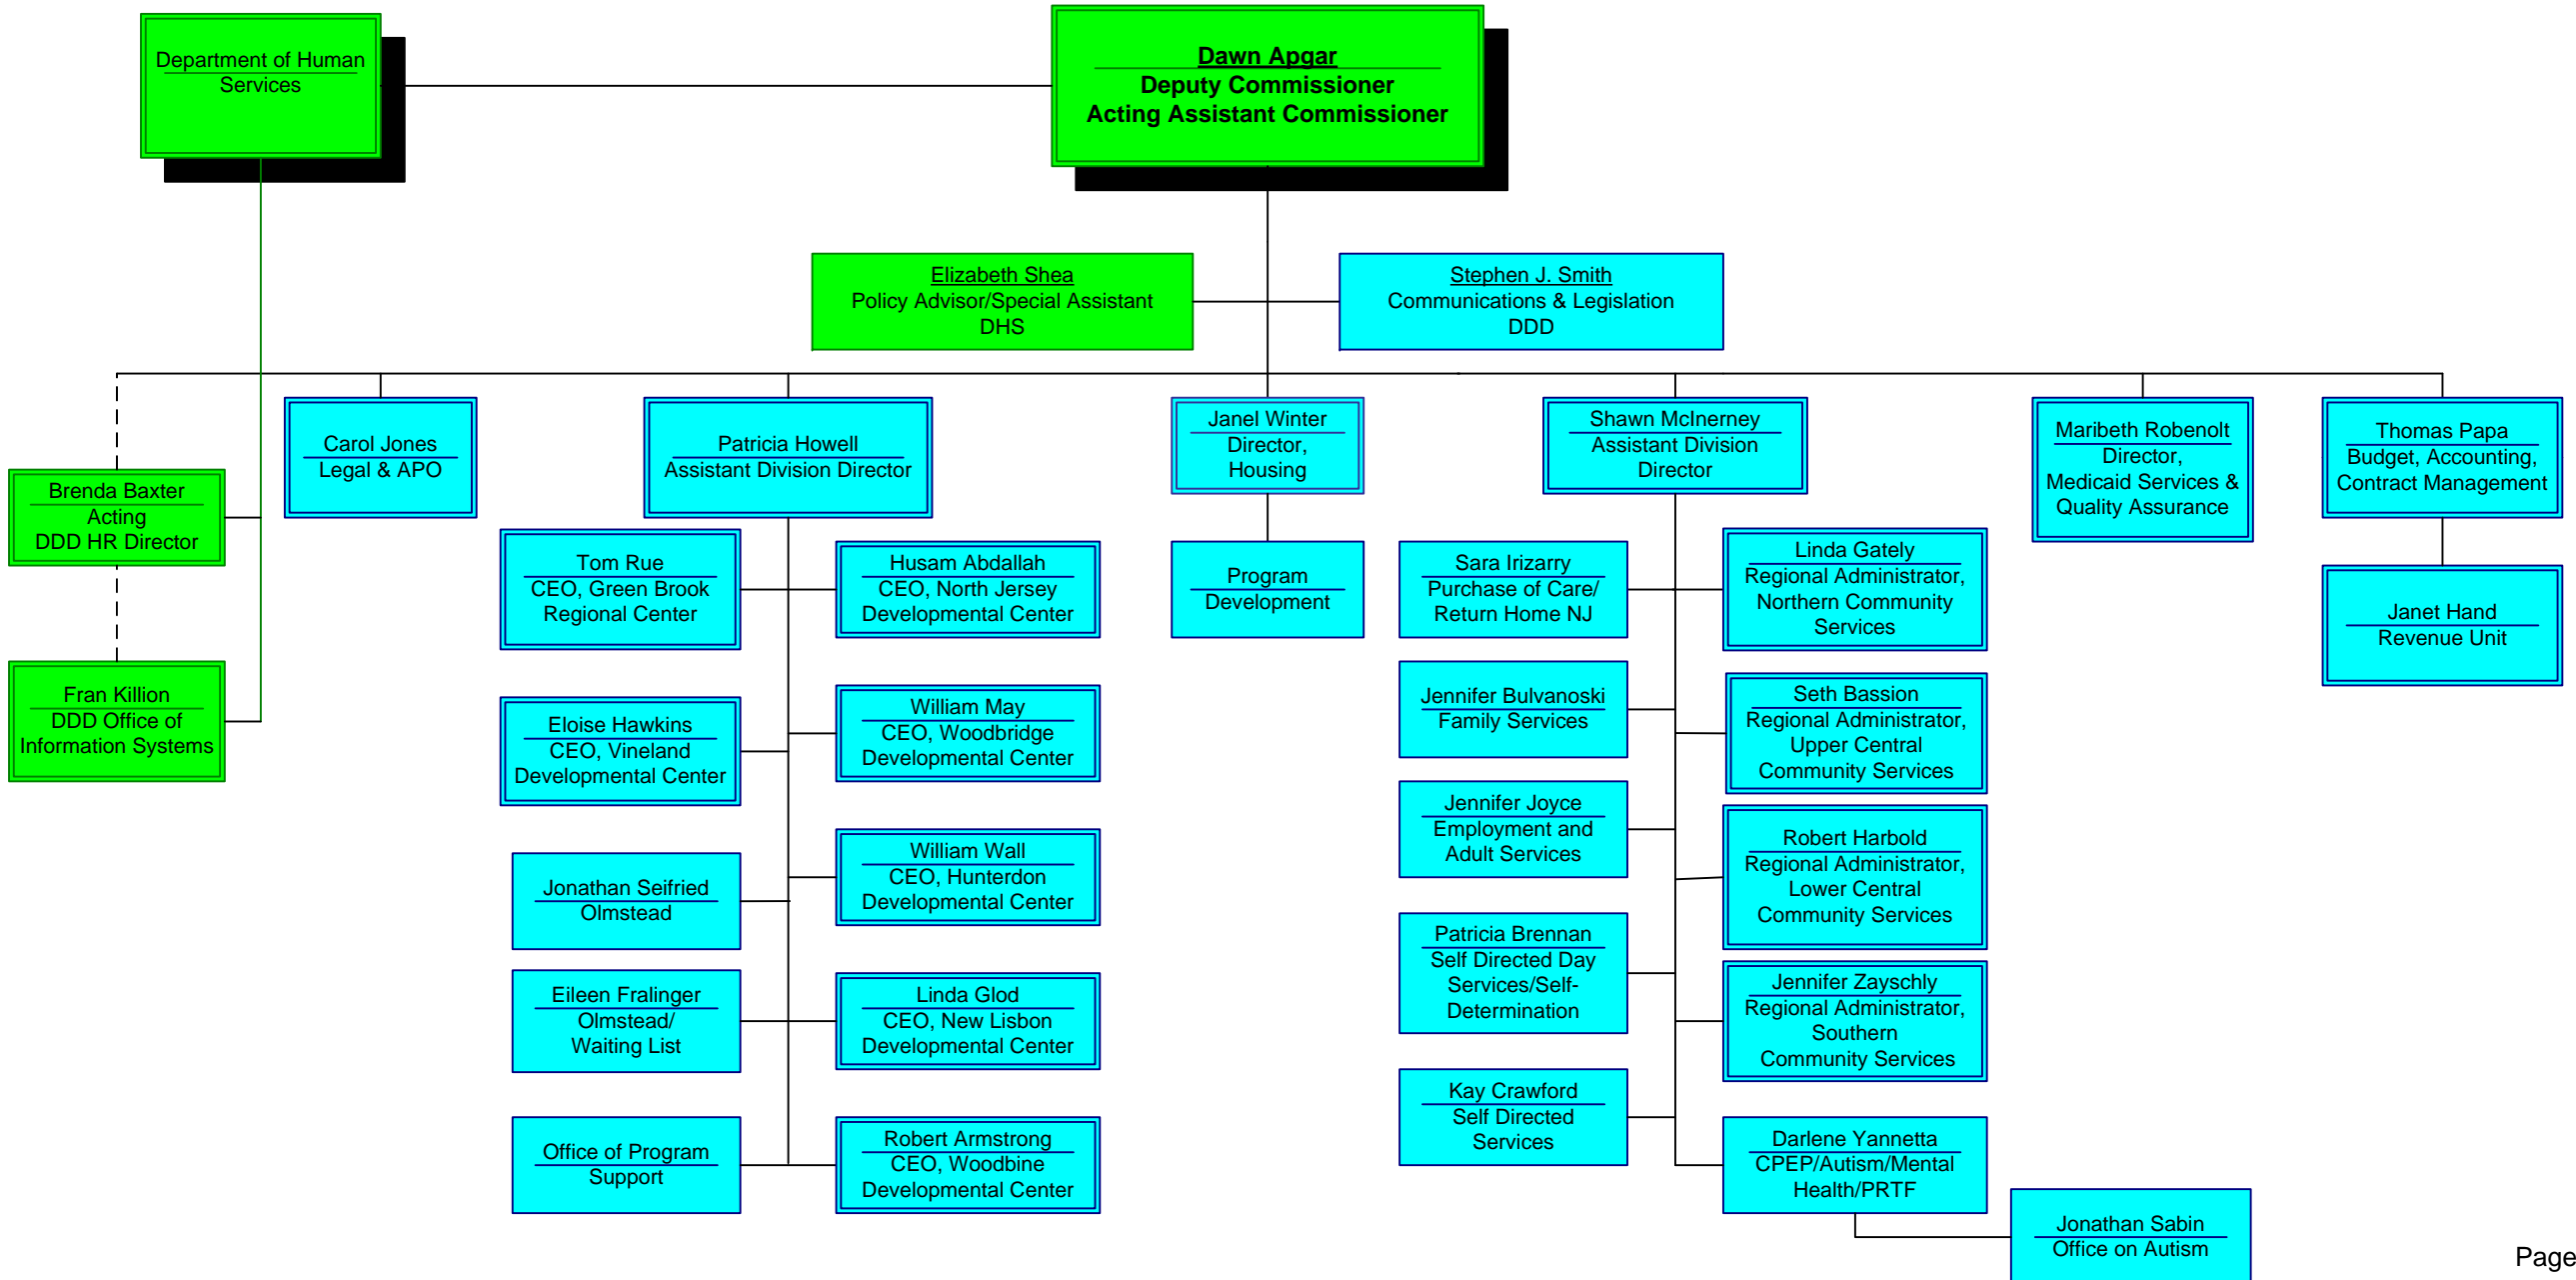 Department of Human
Services
Dawn Apgar
Deputy Commissioner
Acting Assistant Commissioner
Elizabeth Shea
Policy Advisor/Special Assistant
DHS
Stephen J. Smith
Communications & Legislation
DDD
Brenda Baxter
Acting
DDD HR Director
Fran Killion
DDD Office of
Information Systems
Carol Jones
Legal & APO
Patricia Howell
Assistant Division Director
Tom Rue
CEO, Green Brook
Regional Center
Husam Abdallah
CEO, North Jersey
Developmental Center
Eloise Hawkins
CEO, Vineland
Developmental Center
William May
CEO, Woodbridge
Developmental Center
Jonathan Seifried
Olmstead
William Wall
CEO, Hunterdon
Developmental Center
Eileen Fralinger
Olmstead/
Waiting List
Linda Glod
CEO, New Lisbon
Developmental Center
Office of Program
Support
Robert Armstrong
CEO, Woodbine
Developmental Center
Janel Winter
Director,
Housing
Program
Development
Shawn McInerney
Assistant Division
Director
Sara Irizarry
Purchase of Care/
Return Home NJ
Linda Gately
Regional Administrator,
Northern Community
Services
Jennifer Bulvanoski
Family Services
Seth Bassion
Regional Administrator,
Upper Central
Community Services
Jennifer Joyce
Employment and
Adult Services
Robert Harbold
Regional Administrator,
Lower Central
Community Services
Patricia Brennan
Self Directed Day
Services/Self-
Determination
Jennifer Zayschly
Regional Administrator,
Southern
Community Services
Kay Crawford
Self Directed
Services
Darlene Yannetta
CPEP/Autism/Mental
Health/PRTF
Jonathan Sabin
Office on Autism
Maribeth Robenolt
Director,
Medicaid Services &
Quality Assurance
Thomas Papa
Budget, Accounting,
Contract Management
Janet Hand
Revenue Unit
Page